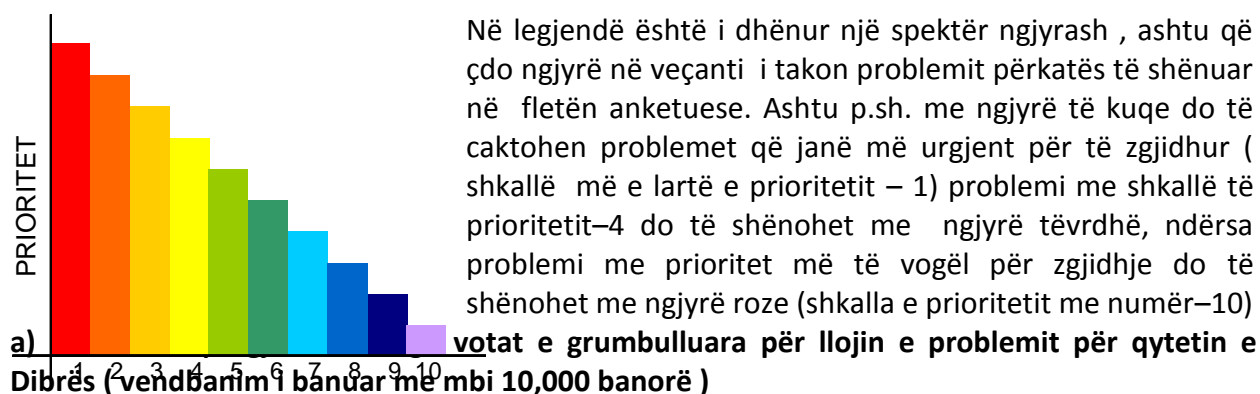 Në legjendë është i dhënur një spektër ngjyrash , ashtu që
çdo ngjyrë në veçanti i takon problemit përkatës të shënuar
në fletën anketuese. Ashtu p.sh. me ngjyrë të kuqe do të
caktohen problemet që janë më urgjent për të zgjidhur (
shkallë më e lartë e prioritetit – 1) problemi me shkallë të
prioritetit–4 do të shënohet me ngjyrë tëvrdhë, ndërsa
problemi me prioritet më të vogël për zgjidhje do të
shënohet me ngjyrë roze (shkalla e prioritetit me numër–10)
PRIORITET
a) votat e grumbulluara për llojin e problemit për qytetin e
1 2 3 4 5 6 7 8 9 10
Dibrës ( vendbanim i banuar me mbi 10,000 banorë )